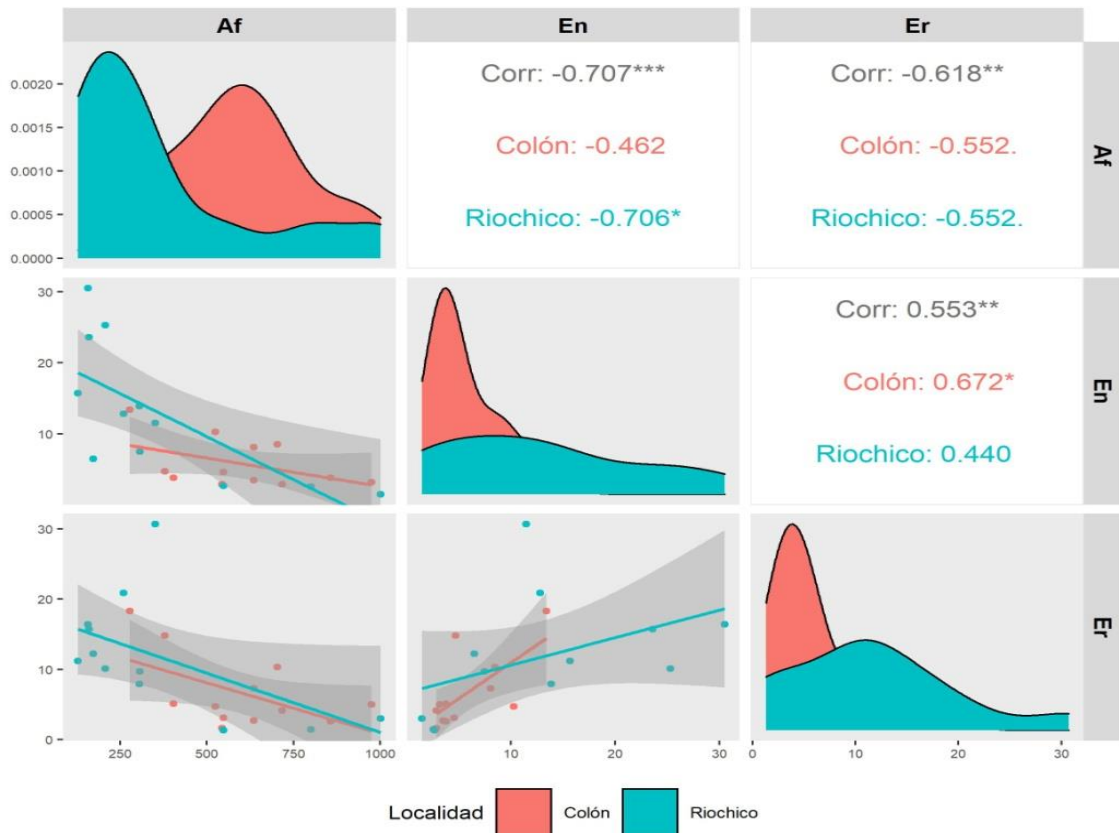 Af En Er
0.0020
0.0015
0.0010
0.0005
0.0000
Corr: -0.707***
Colón: -0.462
Riochico: -0.706*
Corr: -0.618**
Colón: -0.552.
Riochico: -0.552.
Af
30
20
10
Corr: 0.553**
Colón: 0.672*
Riochico: 0.440
En
30
20
10
0
Er
250 500 750 1000
10 20 30
0 10 20 30
Localidad Colón Riochico